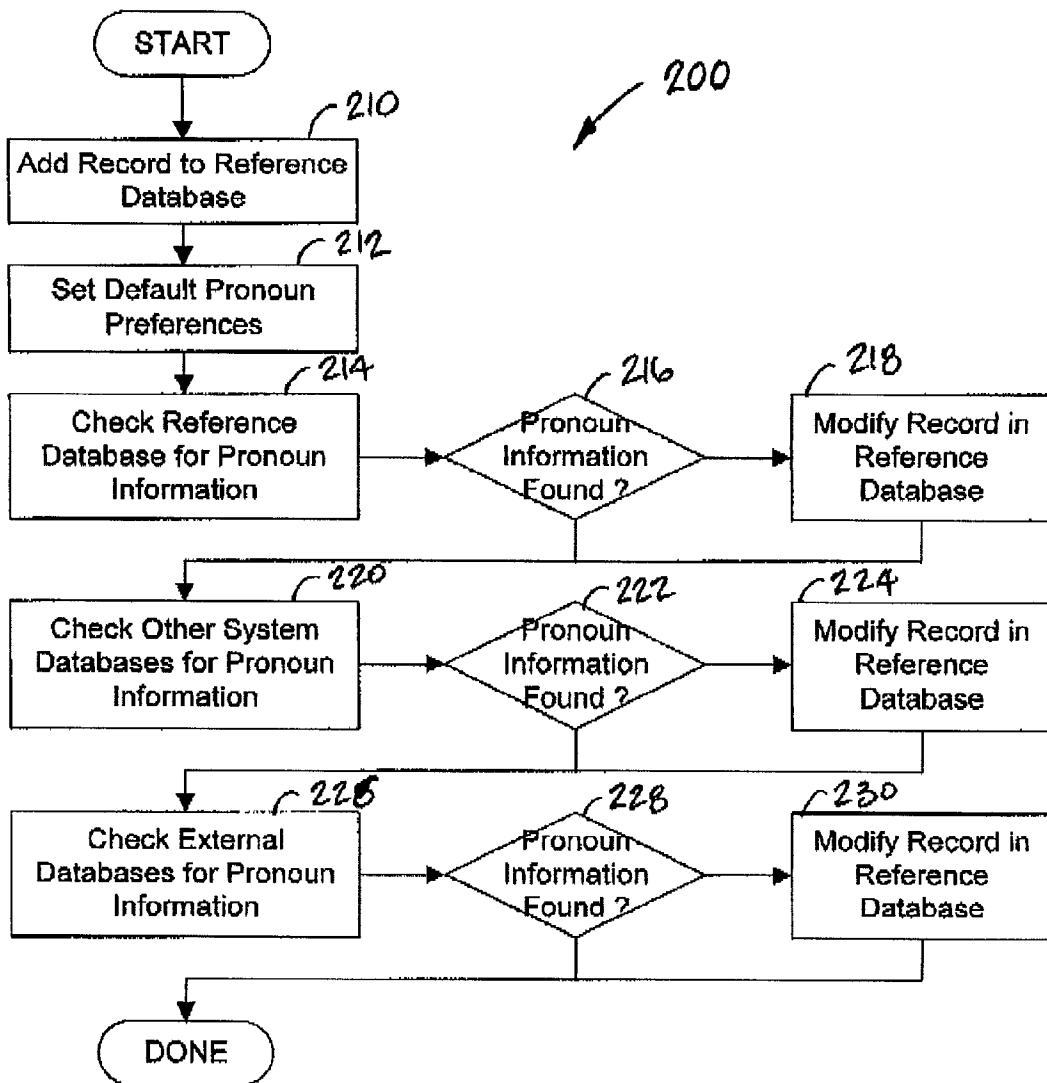 START
200
210
Add Record to Reference
Database
212
Set Default Pronoun
Preferences
214
Check Reference
Database for Pronoun
Information
216
Pronoun
Information
Found ?
218
Modify Record in
Reference
Database
220
Check Other System
Databases for Pronoun
Information
222
Pronoun
Information
Found ?
224
Modify Record in
Reference
Database
Check External
Databases for Pronoun
Information
228
Pronoun
Information
Found ?
230
Modify Record in
Reference
Database
DONE